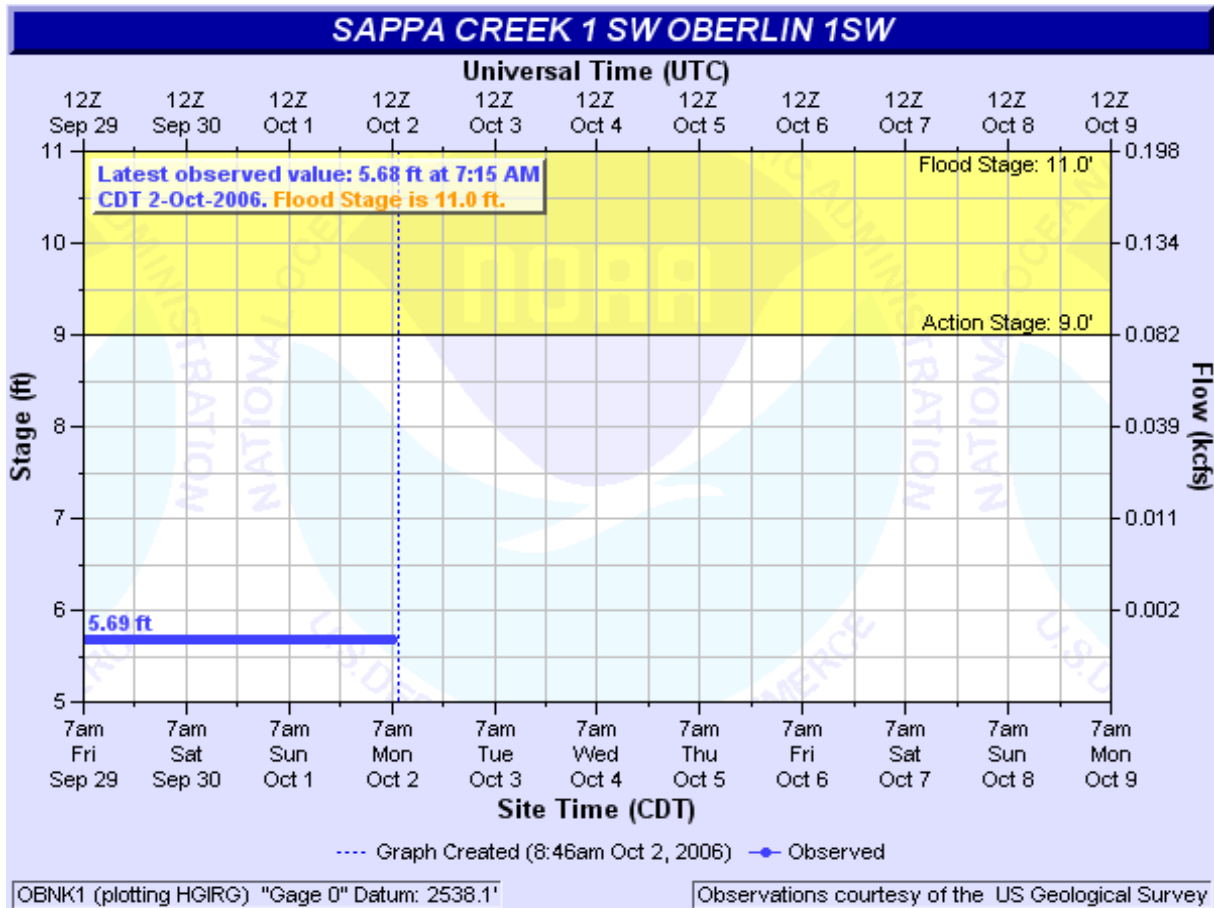 SAPPA CREEK 1 SW OBERLIN 1SW
Universal Time (UTC)
12Z 12Z 12Z 12Z 12Z 12Z 12Z 12Z 12Z 12Z 12Z
Sep 29 Sep 30 Oct 1 Oct 2 Oct 3 Oct 4 Oct 5 Oct 6 Oct 7 Oct 8 Oct 9
Latest observed value: 5.68 ft at 7:15 AM
CDT 2-Oct-2006. Flood Stage is 11.0 ft.
Flood Stage: 11.0'
Action Stage: 9.0'
Stage (ft)
11
10
9
8
7
6
5
Flow (kcfs)
0.198
0.134
0.082
0.039
0.011
0.002
5.69 ft
NOAA
NATIONAL OCEANIC
ADMINISTRATION
U.S. DEP
MERCE
7am 7am 7am 7am 7am 7am 7am 7am 7am 7am 7am
Fri Sat Sun Mon Tue Wed Thu Fri Sat Sun Mon
Sep 29 Sep 30 Oct 1 Oct 2 Oct 3 Oct 4 Oct 5 Oct 6 Oct 7 Oct 8 Oct 9
Site Time (CDT)
Graph Created (8:46am Oct 2, 2006) Observed
OBNK1 (plotting HGIRG) "Gage 0" Datum: 2538.1'
Observations courtesy of the US Geological Survey